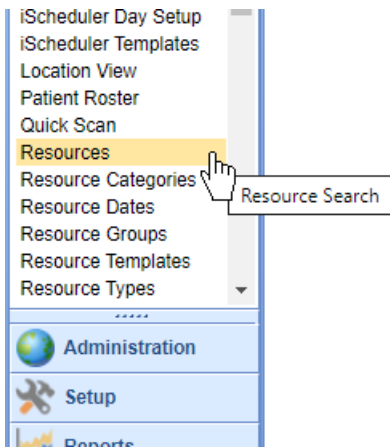 iScheduler Day Setup
iScheduler Templates
Location View
Patient Roster
Quick Scan
Resources
Resource Categories
Resource Search
Resource Dates
Resource Groups
Resource Templates
Resource Types
Administration
Setup
Reports